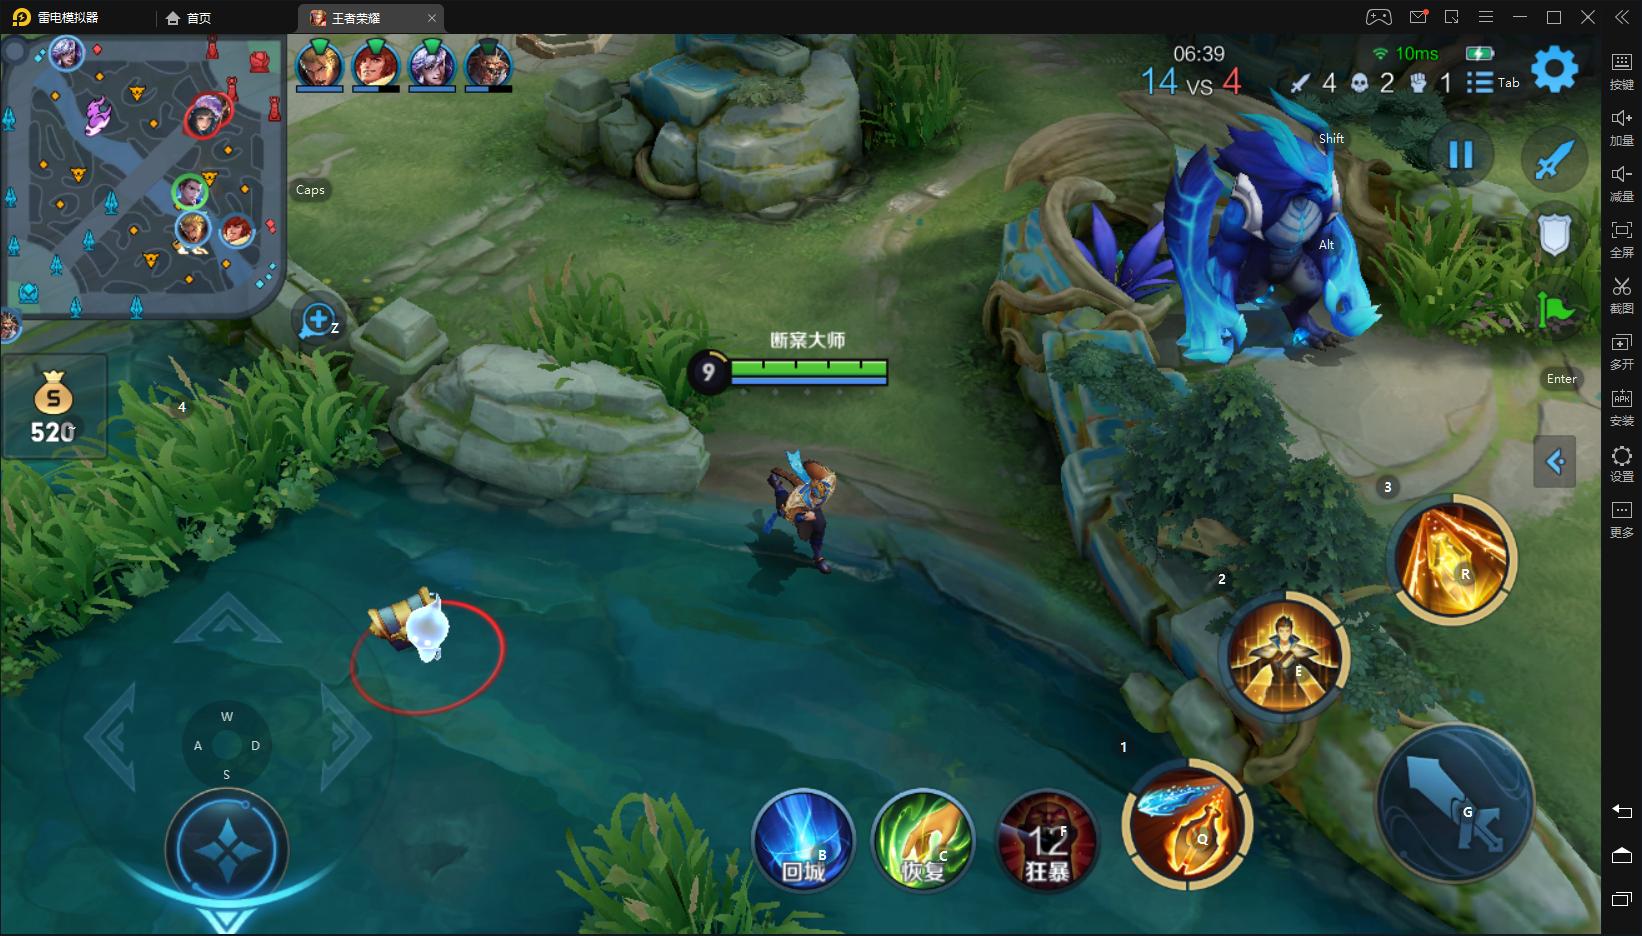 雷电模拟器
首页
王者荣耀
06:39
14 vs 4
10ms
4
2
1
Tab
Shift
Caps
Alt
Z
断案大师
9
Enter
S
520
~
4
3
R
2
E
W
A
D
S
1
B
回城
C
恢复
12
F
狂暴
Q
G
按键
加量
减量
全屏
截图
多开
APK
安装
设置
更多